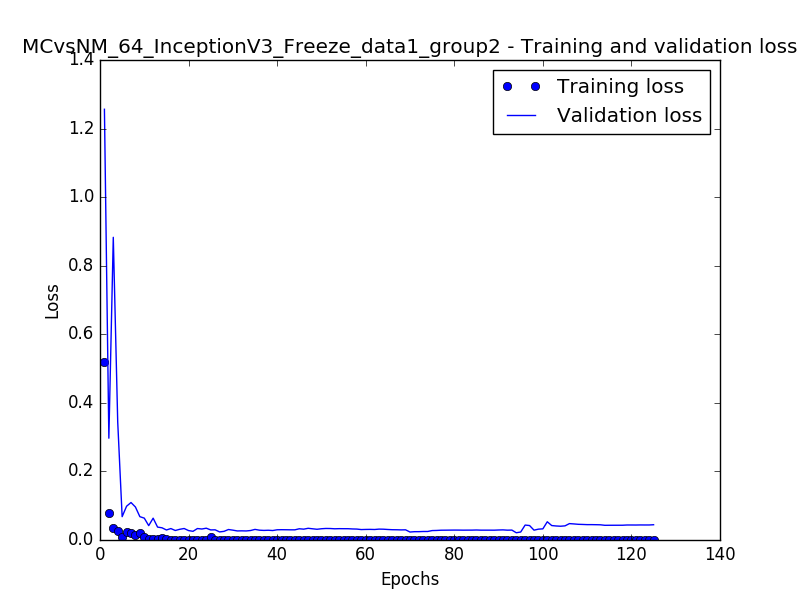 MCvsNM_64_InceptionV3_Freeze_data1_group2 - Training and validation loss
1.4
1.2
1.0
0.8
0.6
0.4
0.2
0.0
Loss
Training loss
Validation loss
0 20 40 60 80 100 120 140
Epochs